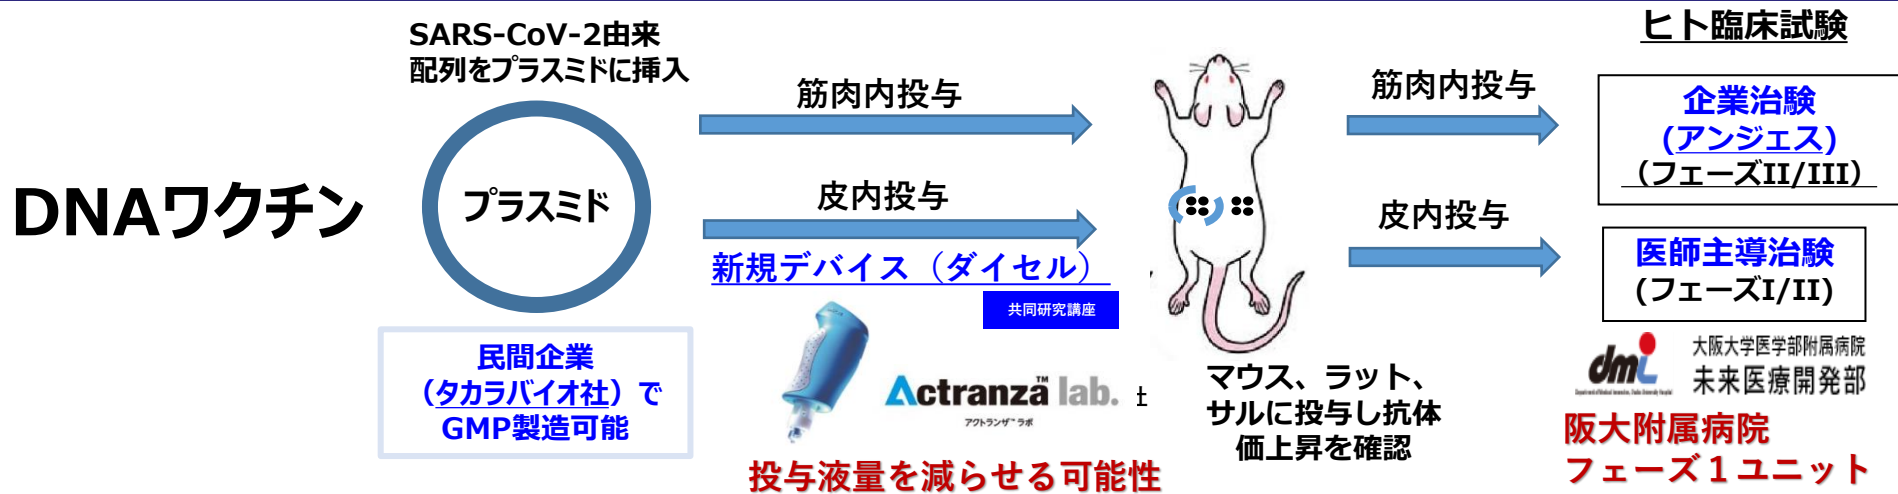 DNAワクチン
SARS-CoV-2由来
配列をプラスミドに挿入
プラスミド
民間企業
（タカラバイオ社）で
GMP製造可能
筋肉内投与
皮内投与
新規デバイス（ダイセル）
共同研究講座
Actranza™ lab.
アクトランザ™ラボ
投与液量を減らせる可能性
マウス、ラット、
サルに投与し抗体
価上昇を確認
筋肉内投与
皮内投与
ヒト臨床試験
企業治験
(アンジェス)
（フェーズII/III）
医師主導治験
(フェーズI/II)
dmi
大阪大学医学部附属病院
未来医療開発部
阪大附属病院
フェーズ１ユニット